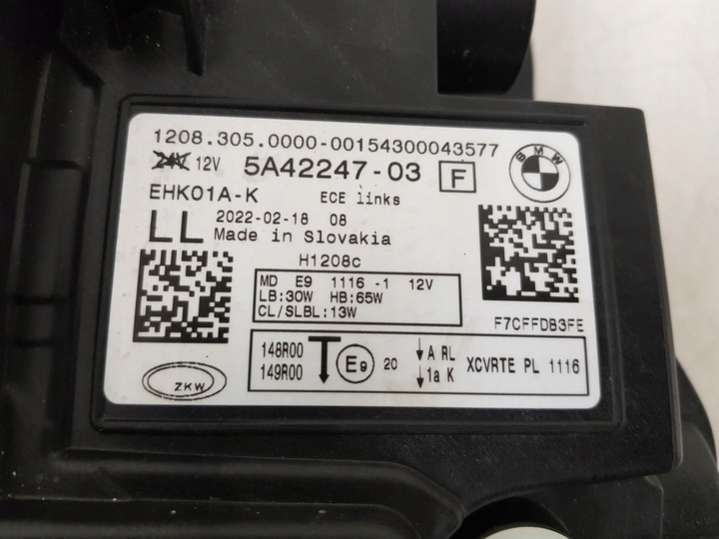 1208.305.0000-00154300043577
24V 12V 5A42247-03 F
BMW
EHK01A-K ECE links
LL 2022-02-18 08
Made in Slovakia
H1208c
MD E9 1116 -1 12V
LB:30W HB:65W
CL/SLBL:13W
F7CFFDB3FE
148R00
149R00
E9 20
↓A RL
↓1a K
XCVRTE PL 1116
ZKW